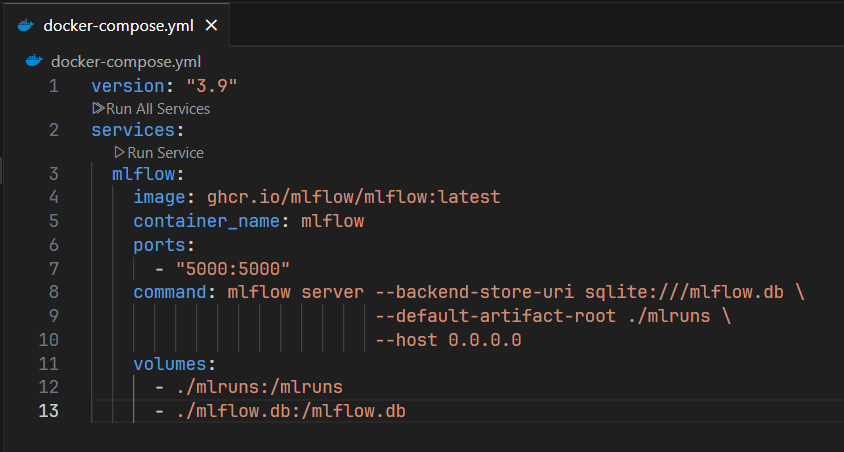 docker-compose.yml ×
docker-compose.yml
1 version: "3.9"
Run All Services
2 services:
Run Service
3   mlflow:
4     image: ghcr.io/mlflow/mlflow:latest
5     container_name: mlflow
6     ports:
7       - "5000:5000"
8     command: mlflow server --backend-store-uri sqlite:///mlflow.db \
9                            --default-artifact-root ./mlruns \
10                            --host 0.0.0.0
11     volumes:
12       - ./mlruns:/mlruns
13       - ./mlflow.db:/mlflow.db